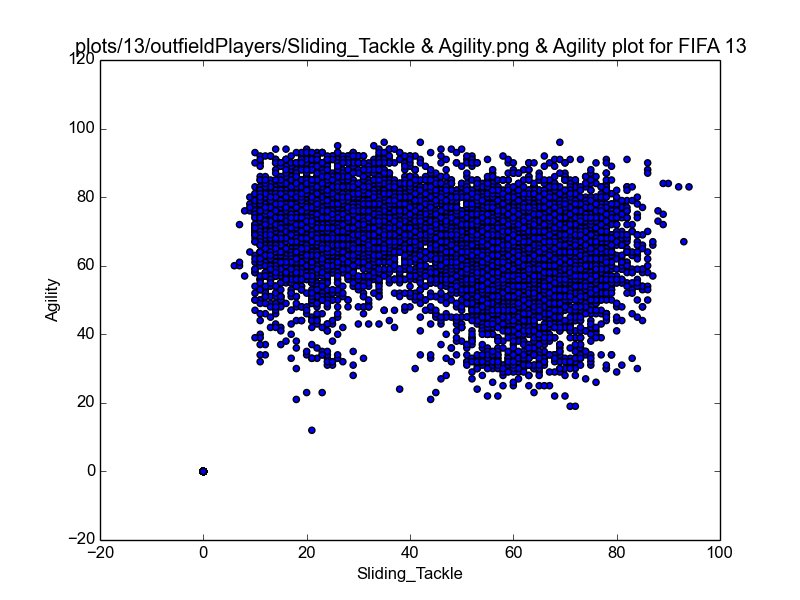 plots/13/outfieldPlayers/Sliding_Tackle & Agility.png & Agility plot for FIFA 13
120
100
80
60
40
20
0
−20
Agility
−20 0 20 40 60 80 100
Sliding_Tackle